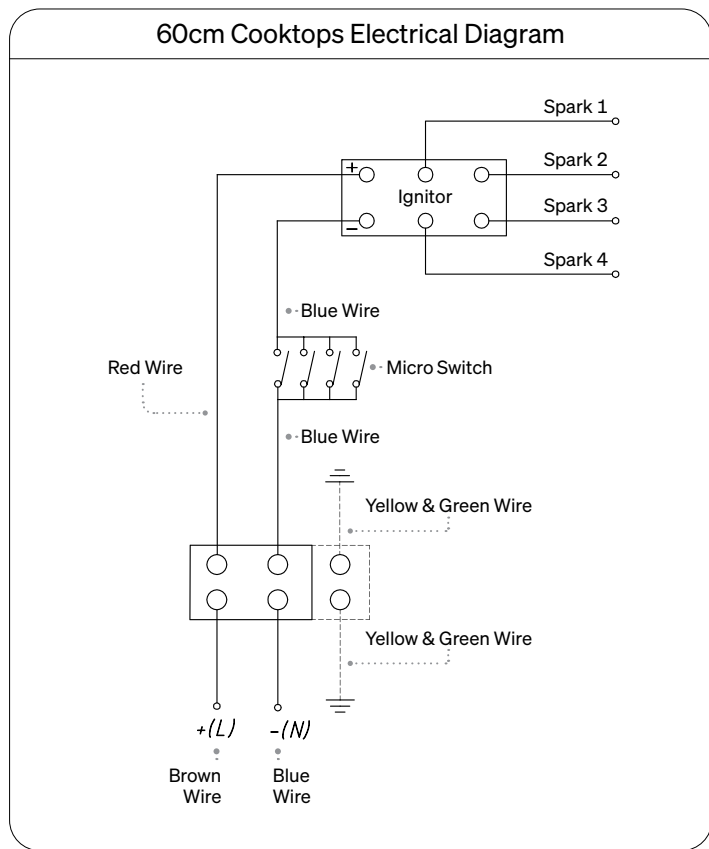 60cm Cooktops Electrical Diagram
Spark 1
+
Spark 2
Ignitor
–
Spark 3
Spark 4
Blue Wire
Red Wire
Micro Switch
Blue Wire
Yellow & Green Wire
Yellow & Green Wire
+(L)
-(N)
Brown
Wire
Blue
Wire